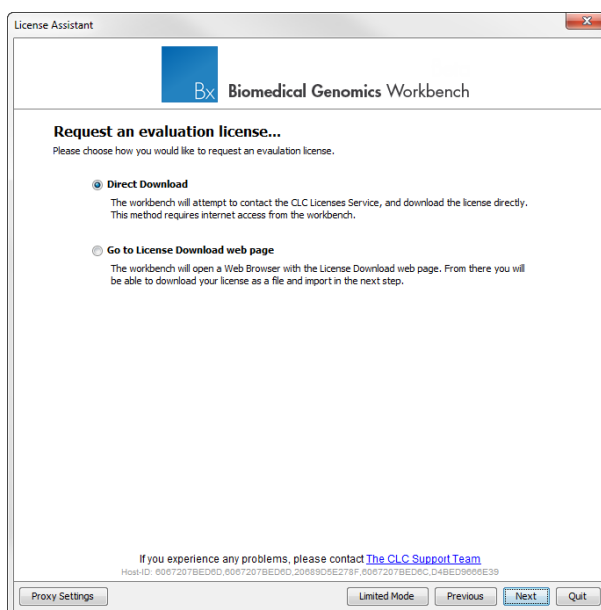 License Assistant
Bx Biomedical Genomics Workbench
Request an evaluation license...
Please choose how you would like to request an evaulation license.
Direct Download
The workbench will attempt to contact the CLC Licenses Service, and download the license directly.
This method requires internet access from the workbench.
Go to License Download web page
The workbench will open a Web Browser with the License Download web page. From there you will
be able to download your license as a file and import in the next step.
If you experience any problems, please contact The CLC Support Team
Host-ID: 6067207BED6D,6067207BED6D,20689D5E278F,6067207BED6C,D4BED9666E39
Proxy Settings Limited Mode Previous Next Quit